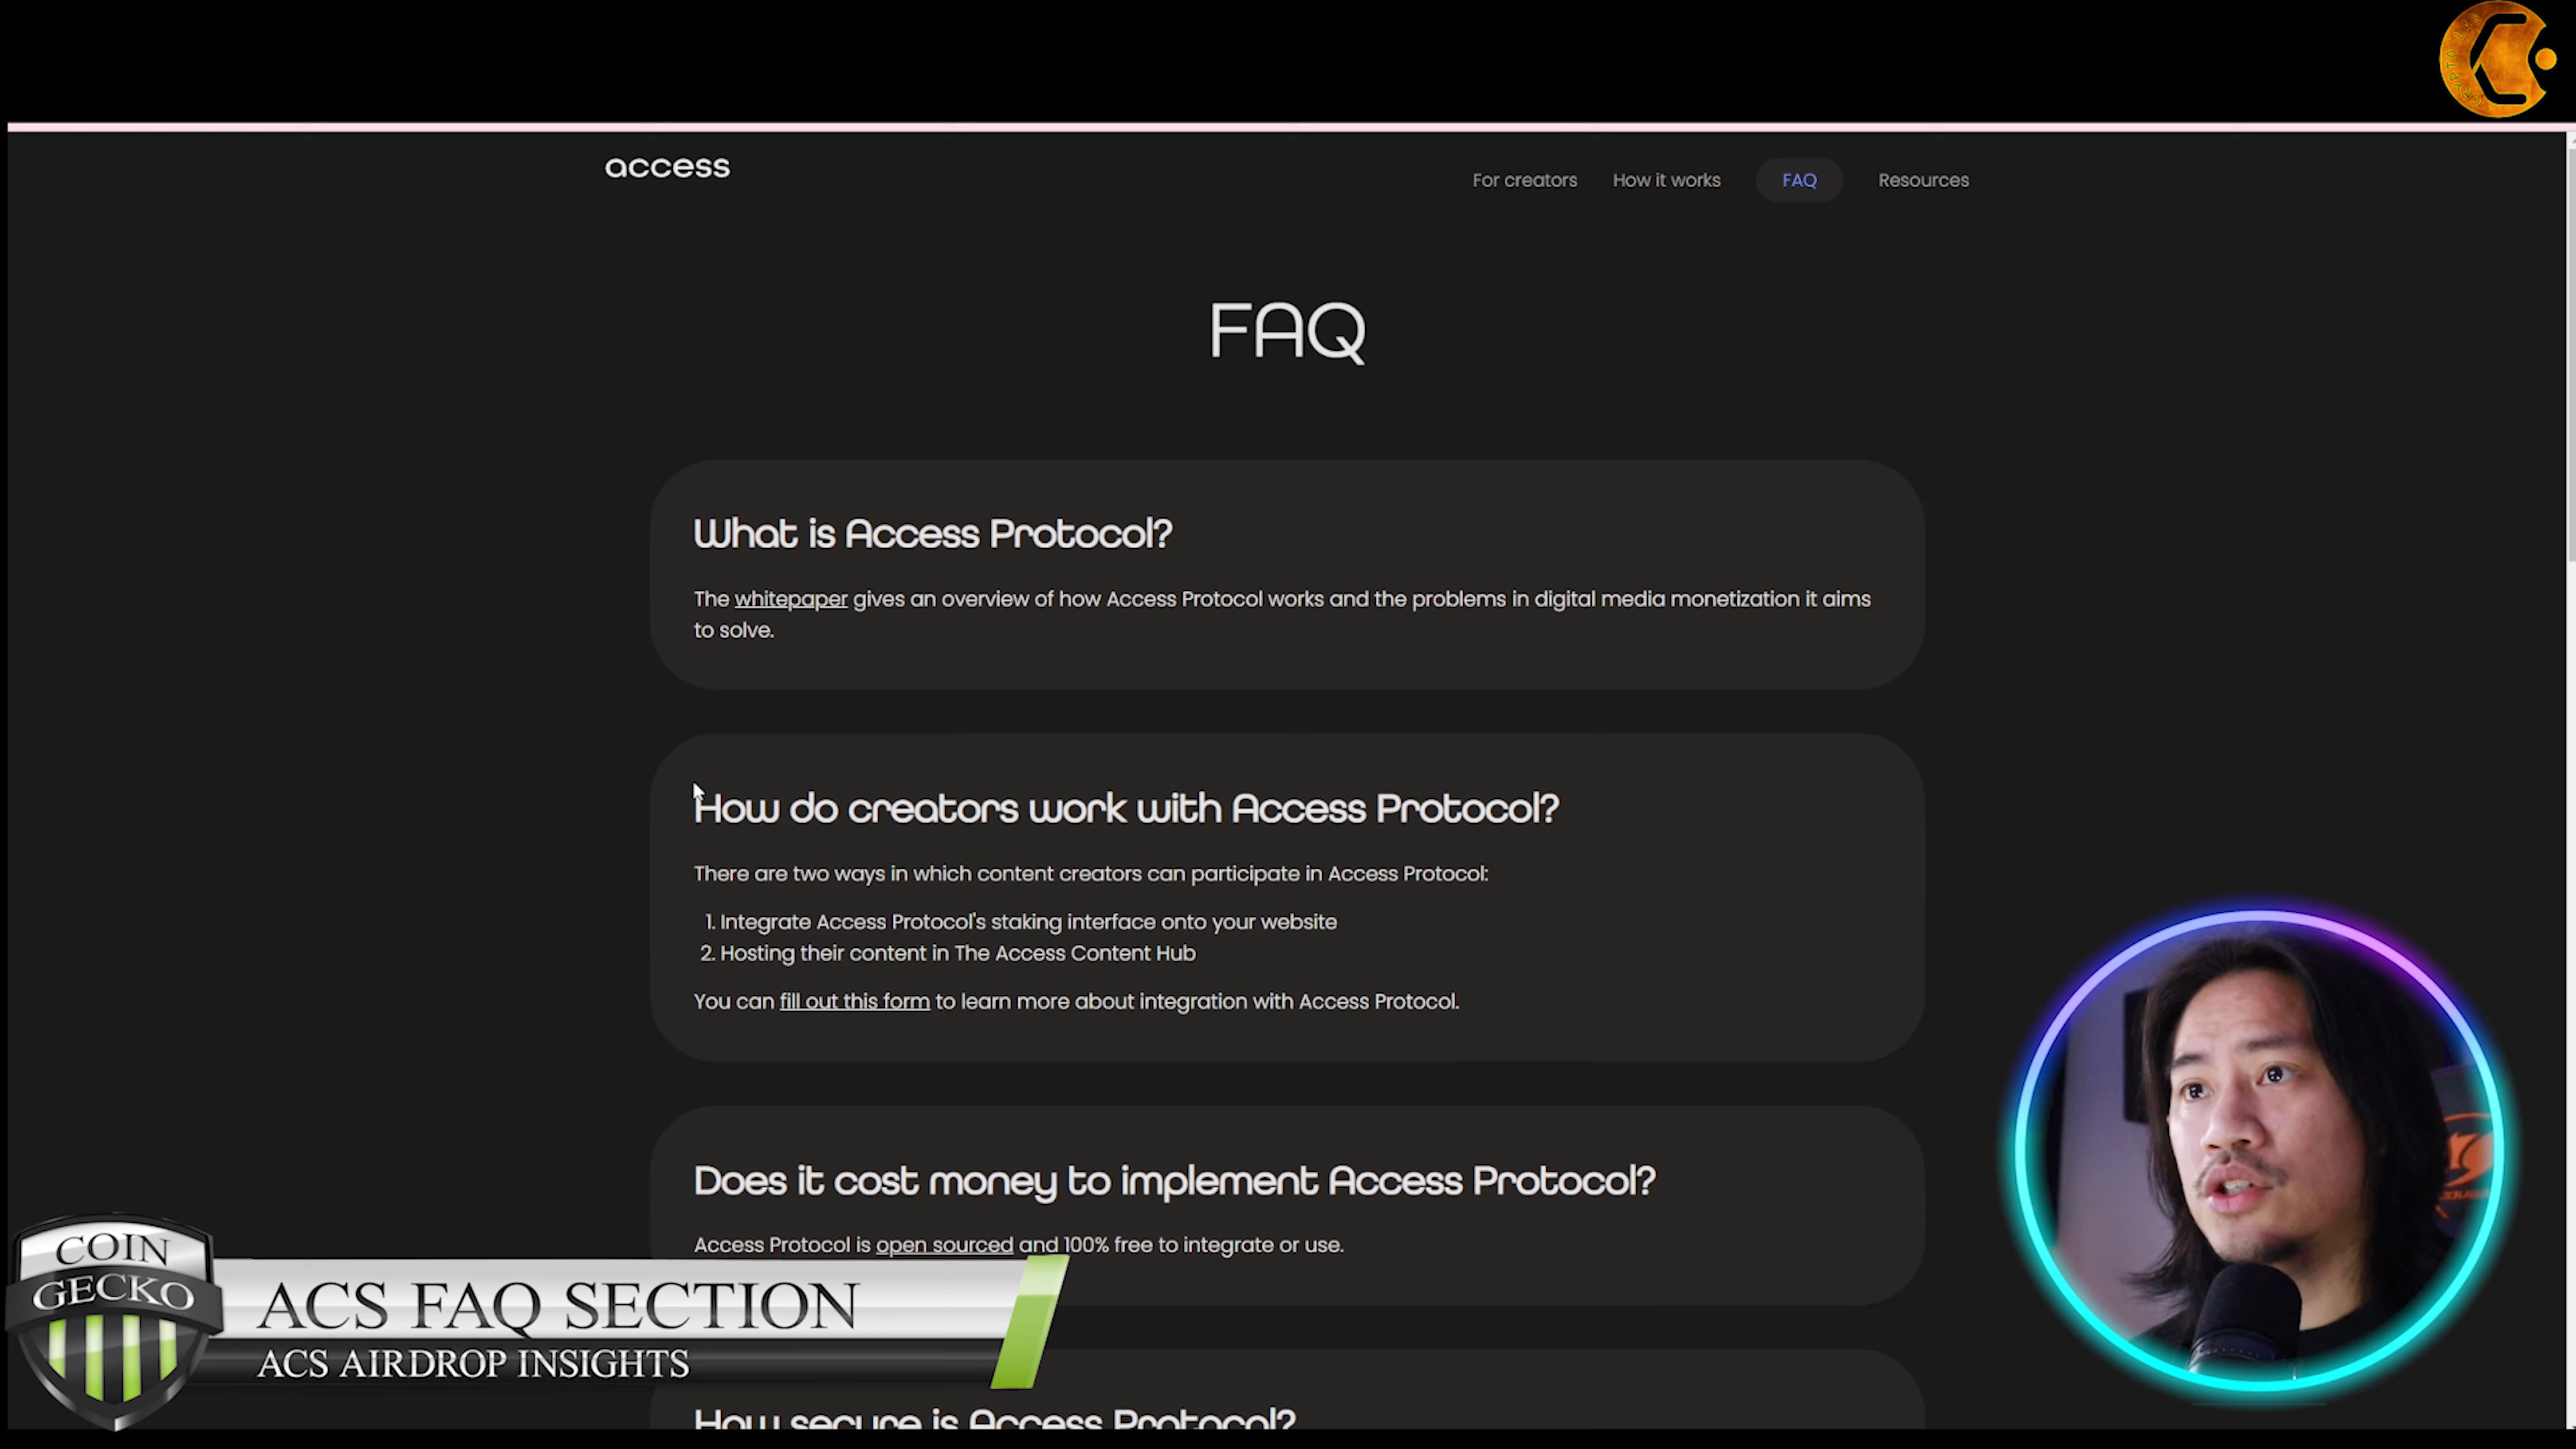 CRYPTO
access
For creators
How it works
FAQ
Resources
FAQ
What is Access Protocol?
The whitepaper gives an overview of how Access Protocol works and the problems in digital media monetization it aims
to solve.
How do creators work with Access Protocol?
There are two ways in which content creators can participate in Access Protocol:
1. Integrate Access Protocol's staking interface onto your website
2. Hosting their content in The Access Content Hub
You can fill out this form to learn more about integration with Access Protocol.
Does it cost money to implement Access Protocol?
Access Protocol is open sourced and 100% free to integrate or use.
How secure is Access Protocol?
COIN
GECKO
ACS FAQ SECTION
ACS AIRDROP INSIGHTS